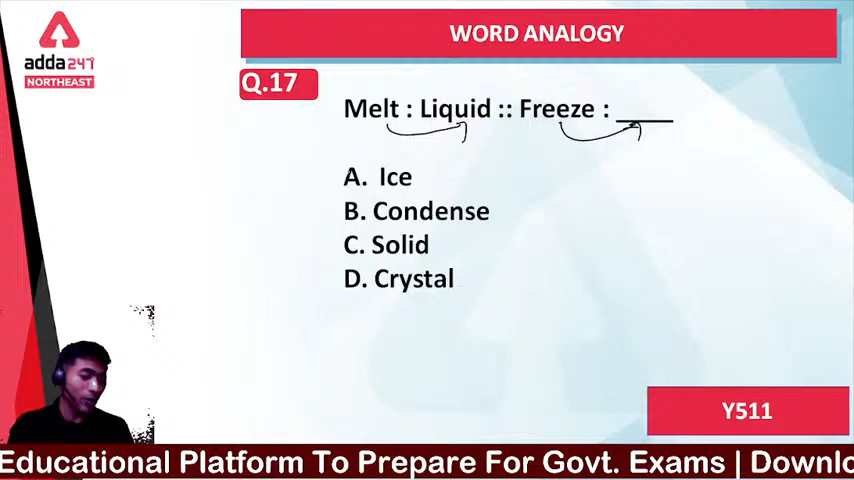 adda247
NORTHEAST
WORD ANALOGY
Q.17
Melt : Liquid :: Freeze : ____
A. Ice
B. Condense
C. Solid
D. Crystal
Y511
Educational Platform To Prepare For Govt. Exams | Downlo